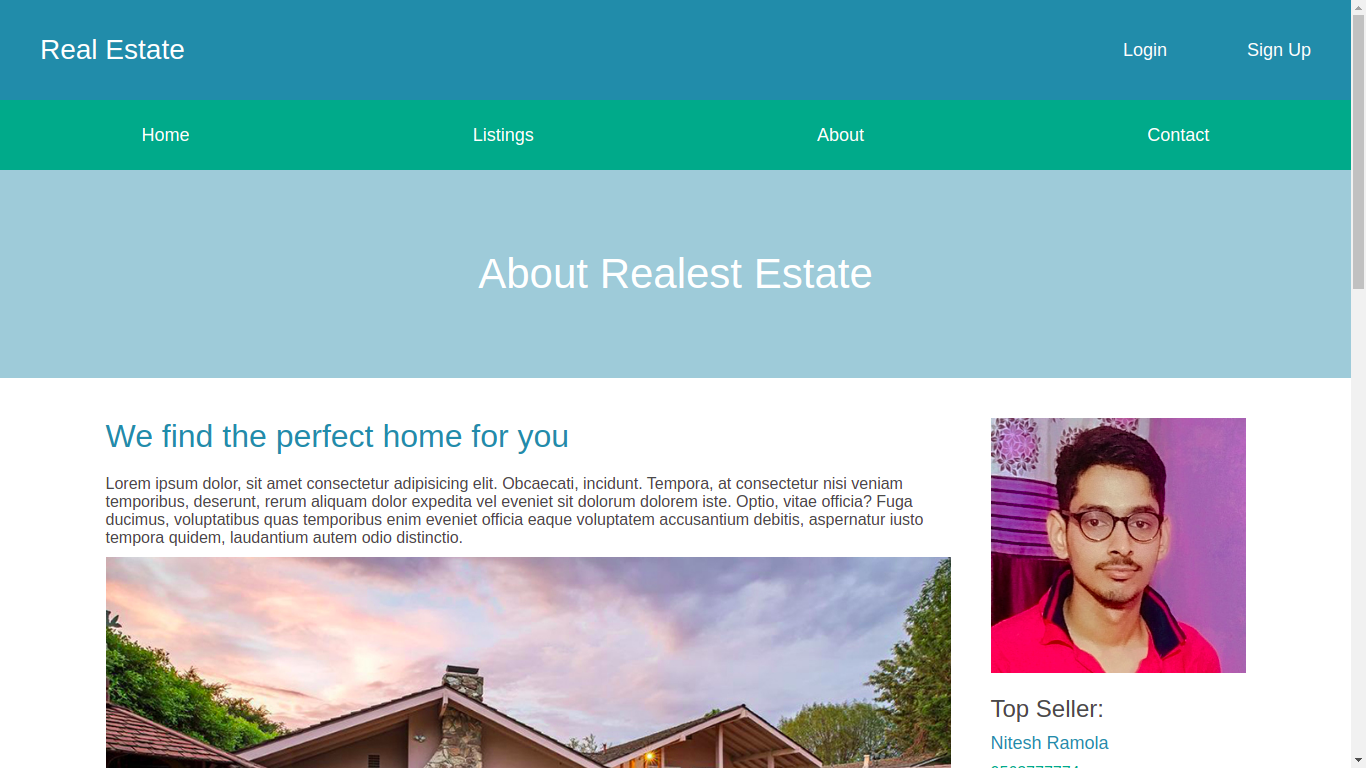 Real Estate
Login
Sign Up
Home
Listings
About
Contact
About Realest Estate
We find the perfect home for you
Lorem ipsum dolor, sit amet consectetur adipisicing elit. Obcaecati, incidunt. Tempora, at consectetur nisi veniam
temporibus, deserunt, rerum aliquam dolor expedita vel eveniet sit dolorum dolorem iste. Optio, vitae officia? Fuga
ducimus, voluptatibus quas temporibus enim eveniet officia eaque voluptatem accusantium debitis, aspernatur iusto
tempora quidem, laudantium autem odio distinctio.
Top Seller:
Nitesh Ramola